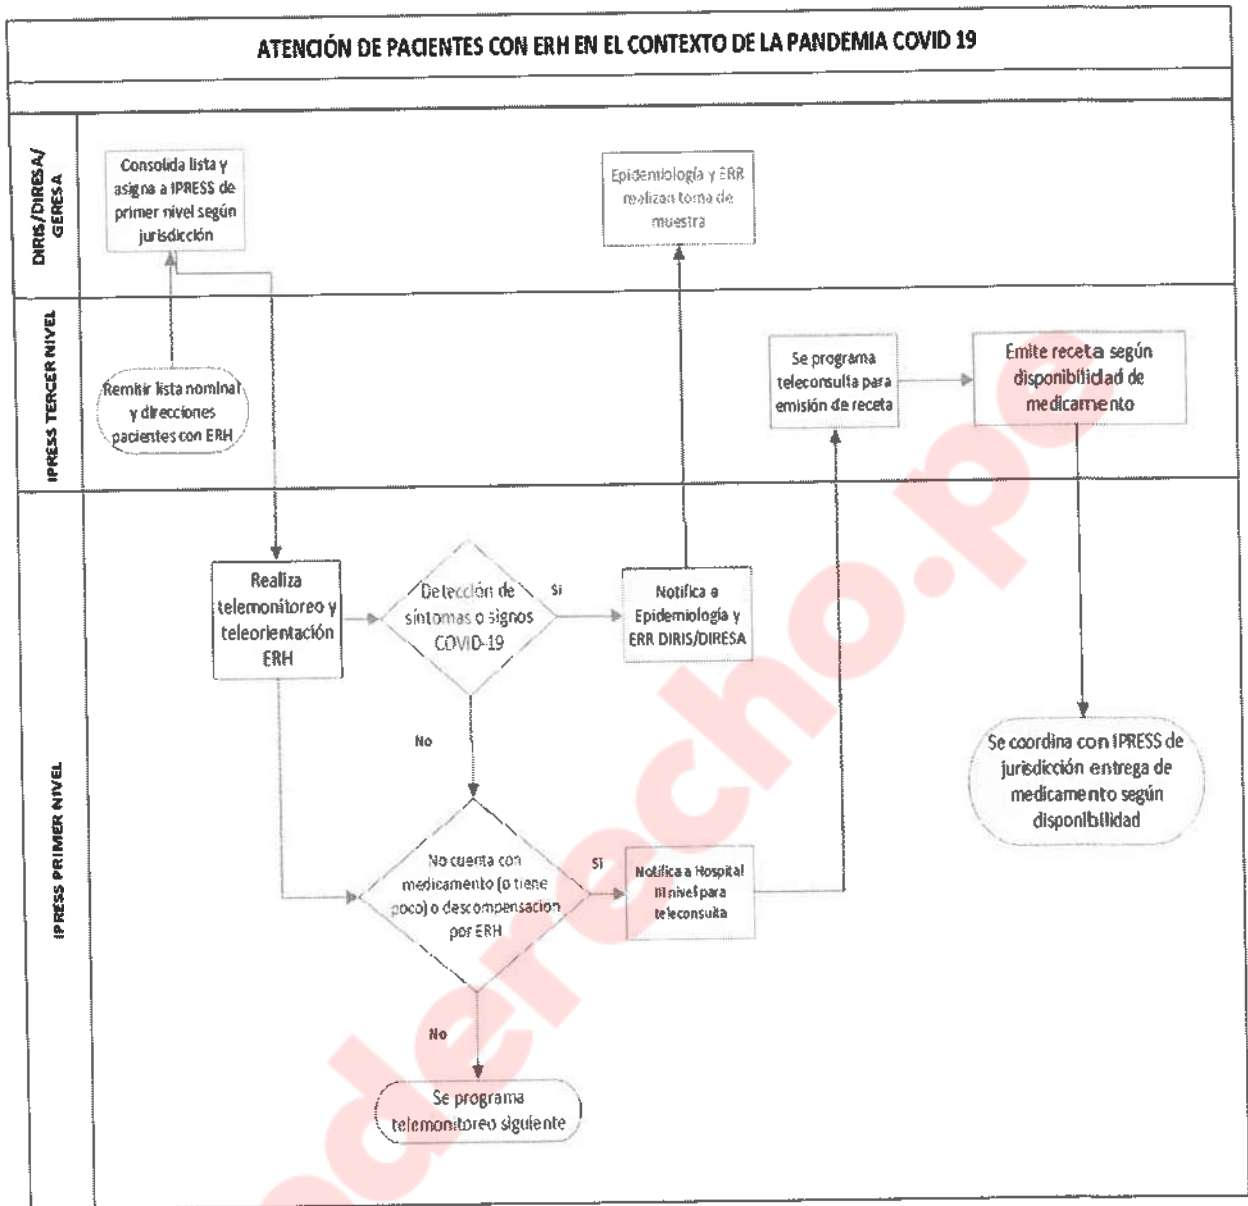 ATENCIÓN DE PACIENTES CON ERH EN EL CONTEXTO DE LA PANDEMIA COVID 19
DIRIS/DIRESA/
GERESA
Consolida lista y
asigna a IPRESS de
primer nivel según
jurisdicción
Epidemiología y ERR
realizan toma de
muestra
IPRESS TERCER NIVEL
Remitir lista nominal
y direcciones
pacientes con ERH
Se programa
teleconsulta para
emisión de receta
Emite receta según
disponibilidad de
medicamento
IPRESS PRIMER NIVEL
Realiza
telemonitoreo y
teleorientación
ERH
Detección de
síntomas o signos
COVID-19
Si
Notifica a
Epidemiología y
ERR DIRIS/DIRESA
No
Se coordina con IPRESS de
jurisdicción entrega de
medicamento según
disponibilidad
No cuenta con
medicamento (o tiene
poco) o descompensación
por ERH
Si
Notifica a Hospital
III nivel para
teleconsulta
No
Se programa
telemonitoreo siguiente
derecho.pe